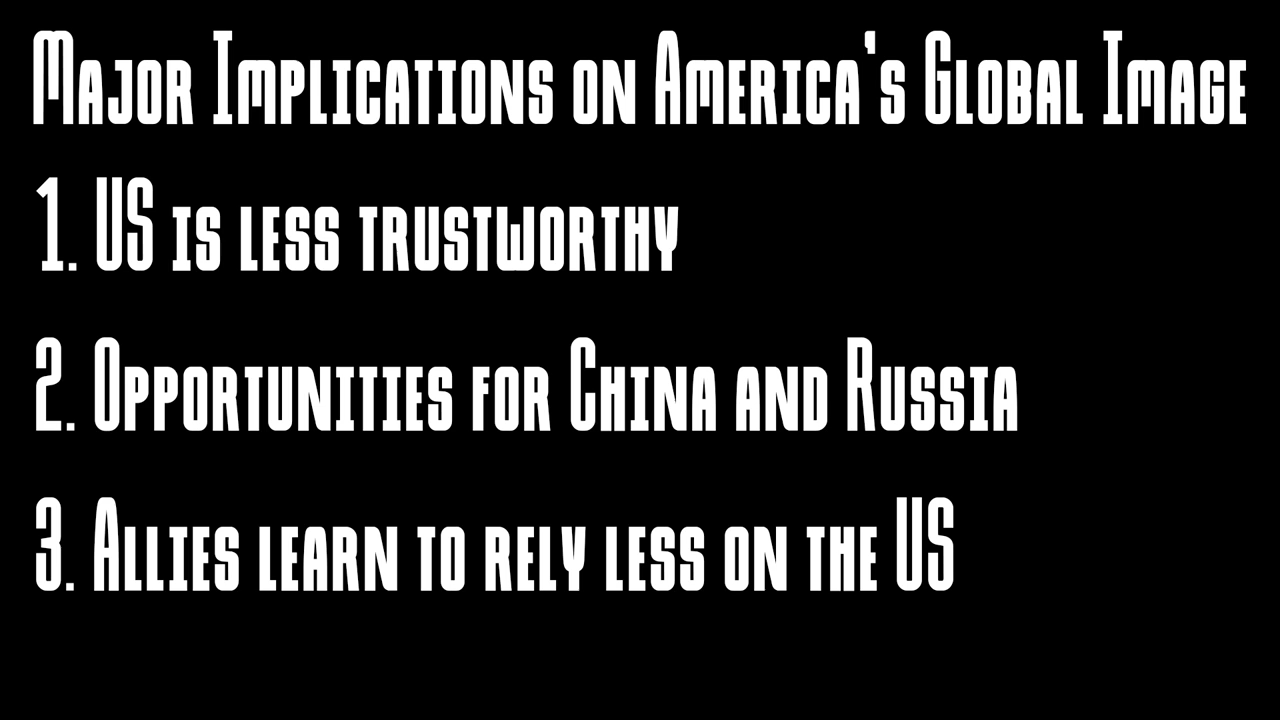 Major Implications on America's Global Image
1. US is less trustworthy
2. Opportunities for China and Russia
3. Allies learn to rely less on the US